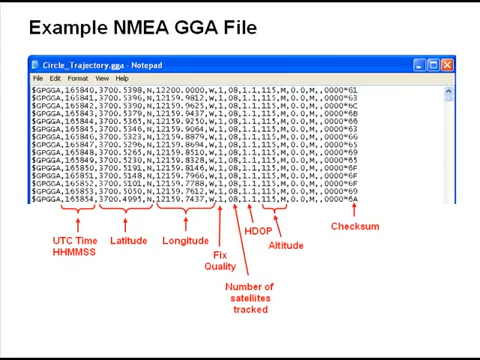 Example NMEA GGA File
Circle_Trajectory.gga - Notepad
File Edit Format View Help
$GPGGA,165840,3700.5398,N,12200.0000,W,1,08,1.1,115,M,0.0,M,,0000*61
$GPGGA,165841,3700.5396,N,12159.9812,W,1,08,1.1,115,M,0.0,M,,0000*63
$GPGGA,165842,3700.5393,N,12159.9625,W,1,08,1.1,115,M,0.0,M,,0000*6C
$GPGGA,165843,3700.5379,N,12159.9437,W,1,08,1.1,115,M,0.0,M,,0000*6B
$GPGGA,165844,3700.5365,N,12159.9250,W,1,08,1.1,115,M,0.0,M,,0000*66
$GPGGA,165845,3700.5346,N,12159.9064,W,1,08,1.1,115,M,0.0,M,,0000*63
$GPGGA,165846,3700.5323,N,12159.8879,W,1,08,1.1,115,M,0.0,M,,0000*66
$GPGGA,165847,3700.5296,N,12159.8694,W,1,08,1.1,115,M,0.0,M,,0000*65
$GPGGA,165848,3700.5265,N,12159.8510,W,1,08,1.1,115,M,0.0,M,,0000*69
$GPGGA,165849,3700.5230,N,12159.8328,W,1,08,1.1,115,M,0.0,M,,0000*65
$GPGGA,165850,3700.5191,N,12159.8146,W,1,08,1.1,115,M,0.0,M,,0000*6F
$GPGGA,165851,3700.5148,N,12159.7966,W,1,08,1.1,115,M,0.0,M,,0000*6F
$GPGGA,165852,3700.5101,N,12159.7788,W,1,08,1.1,115,M,0.0,M,,0000*6F
$GPGGA,165853,3700.5050,N,12159.7612,W,1,08,1.1,115,M,0.0,M,,0000*69
$GPGGA,165854,3700.4995,N,12159.7437,W,1,08,1.1,115,M,0.0,M,,0000*6A
UTC Time
HHMMSS
Latitude
Longitude
Fix
Quality
Number of
satellites
tracked
HDOP
Altitude
Checksum